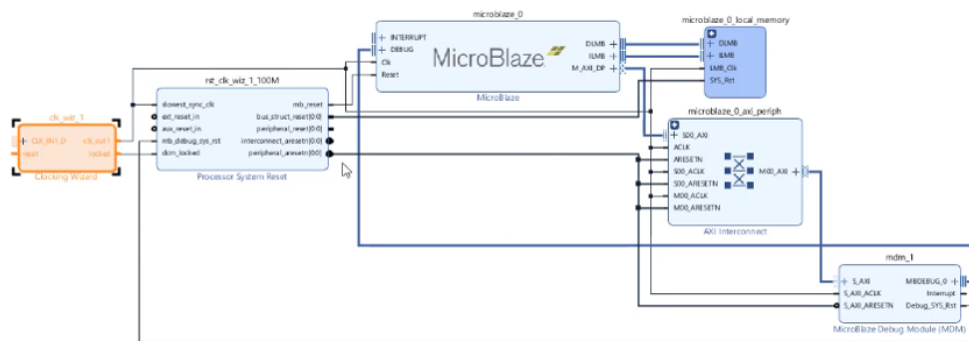 microblaze_0
INTERRUPT
DEBUG
Clk
Reset
MicroBlaze
DLMB
ILMB
M_AXI_DP
MicroBlaze
microblaze_0_local_memory
DLMB
ILMB
LMB_Clk
SYS_Rst
rst_clk_wiz_1_100M
slowest_sync_clk
ext_reset_in
aux_reset_in
mb_debug_sys_rst
dcm_locked
mb_reset
bus_struct_reset[0:0]
peripheral_reset[0:0]
interconnect_aresetn[0:0]
peripheral_aresetn[0:0]
Processor System Reset
clk_wiz_1
CLK_IN1_D
reset
clk_out1
locked
Clocking Wizard
microblaze_0_axi_periph
S00_AXI
ACLK
ARESETN
S00_ACLK
S00_ARESETN
M00_ACLK
M00_ARESETN
M00_AXI
AXI Interconnect
mdm_1
S_AXI
S_AXI_ACLK
S_AXI_ARESETN
MBDEBUG_0
Interrupt
Debug_SYS_Rst
MicroBlaze Debug Module (MDM)